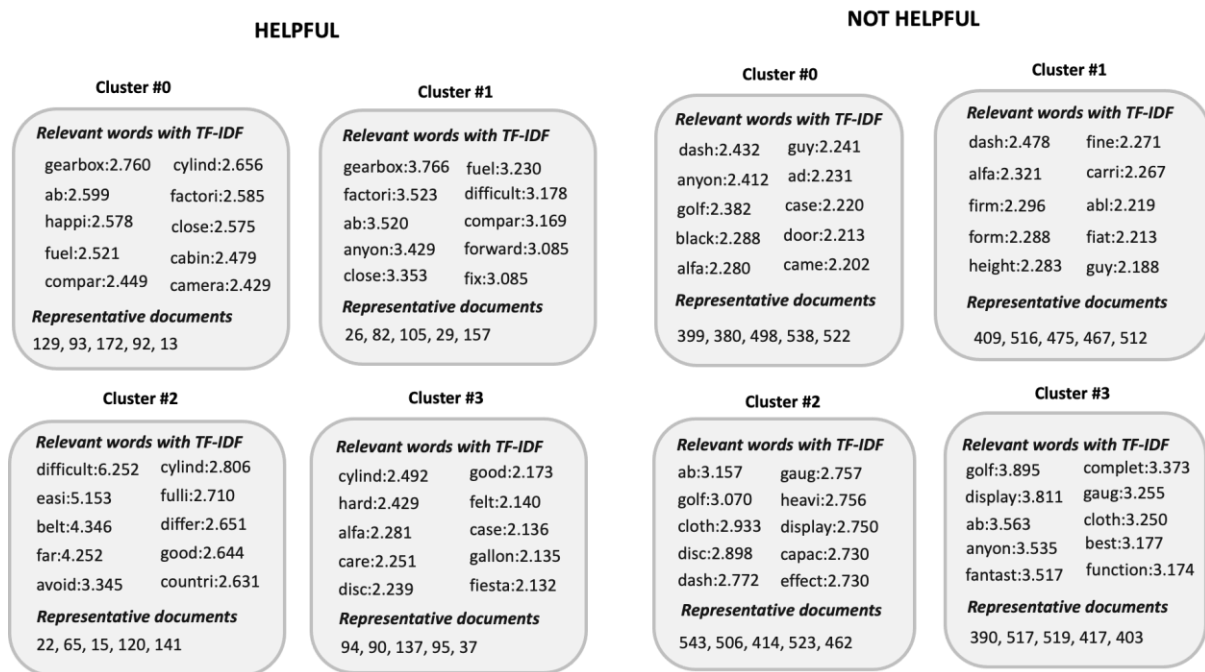 HELPFUL
Cluster #0
Relevant words with TF-IDF
gearbox:2.760 cylind:2.656
ab:2.599 factori:2.585
happi:2.578 close:2.575
fuel:2.521 cabin:2.479
compar:2.449 camera:2.429
Representative documents
129, 93, 172, 92, 13
Cluster #1
Relevant words with TF-IDF
gearbox:3.766 fuel:3.230
factori:3.523 difficult:3.178
ab:3.520 compar:3.169
anyon:3.429 forward:3.085
close:3.353 fix:3.085
Representative documents
26, 82, 105, 29, 157
Cluster #2
Relevant words with TF-IDF
difficult:6.252 cylind:2.806
easi:5.153 fulli:2.710
belt:4.346 differ:2.651
far:4.252 good:2.644
avoid:3.345 countri:2.631
Representative documents
22, 65, 15, 120, 141
Cluster #3
Relevant words with TF-IDF
cylind:2.492 good:2.173
hard:2.429 felt:2.140
alfa:2.281 case:2.136
care:2.251 gallon:2.135
disc:2.239 fiesta:2.132
Representative documents
94, 90, 137, 95, 37
NOT HELPFUL
Cluster #0
Relevant words with TF-IDF
dash:2.432 guy:2.241
anyon:2.412 ad:2.231
golf:2.382 case:2.220
black:2.288 door:2.213
alfa:2.280 came:2.202
Representative documents
399, 380, 498, 538, 522
Cluster #1
Relevant words with TF-IDF
dash:2.478 fine:2.271
alfa:2.321 carri:2.267
firm:2.296 abl:2.219
form:2.288 fiat:2.213
height:2.283 guy:2.188
Representative documents
409, 516, 475, 467, 512
Cluster #2
Relevant words with TF-IDF
ab:3.157 gaug:2.757
golf:3.070 heavi:2.756
cloth:2.933 display:2.750
disc:2.898 capac:2.730
dash:2.772 effect:2.730
Representative documents
543, 506, 414, 523, 462
Cluster #3
Relevant words with TF-IDF
golf:3.895 complet:3.373
display:3.811 gaug:3.255
ab:3.563 cloth:3.250
anyon:3.535 best:3.177
fantast:3.517 function:3.174
Representative documents
390, 517, 519, 417, 403